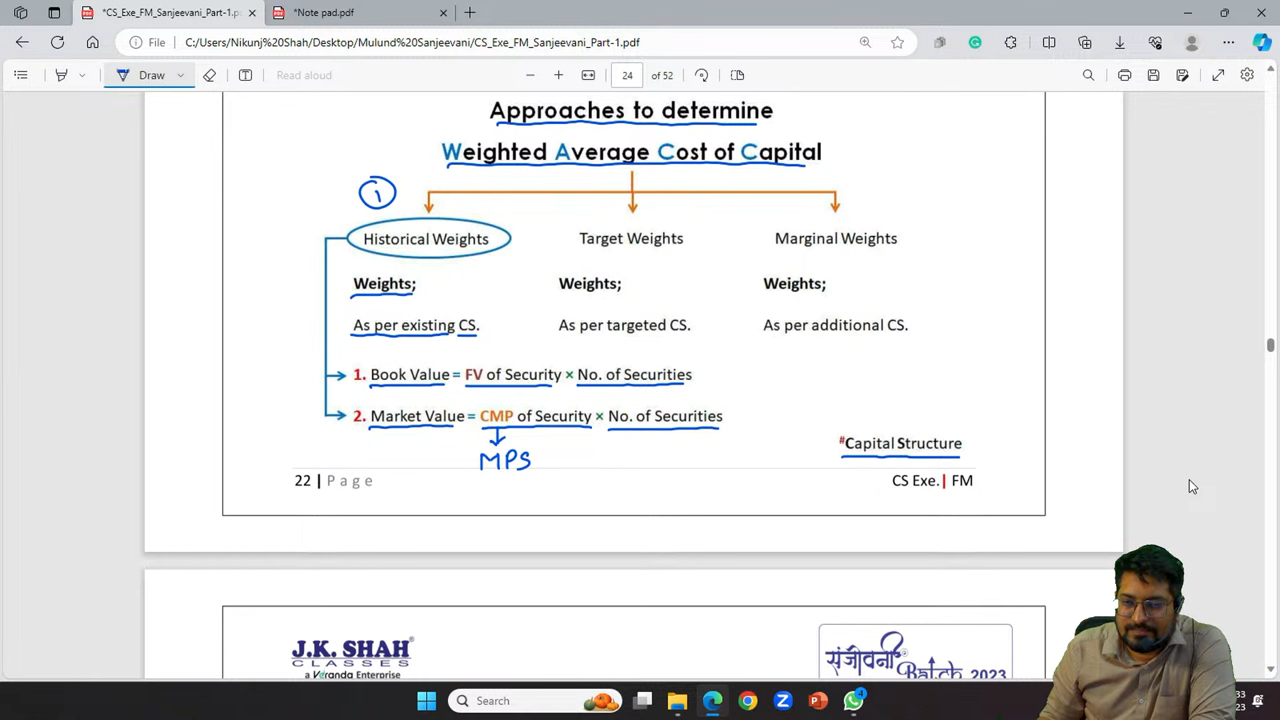 *CS_Exe_FM_Sanjeevani_Part-1.p
*Note pad.pdf
File
C:/Users/Nikunj%20Shah/Desktop/Mulund%20Sanjeevani/CS_Exe_FM_Sanjeevani_Part-1.pdf
Draw
Read aloud
24 of 52
Approaches to determine
Weighted Average Cost of Capital
1
Historical Weights
Target Weights
Marginal Weights
Weights;
Weights;
Weights;
As per existing CS.
As per targeted CS.
As per additional CS.
1. Book Value = FV of Security × No. of Securities
2. Market Value = CMP of Security × No. of Securities
MPS
#Capital Structure
22 | Page
CS Exe.| FM
J.K. SHAH®
CLASSES
a Veranda Enterprise
संजीवनी
Batch 2023
Search
4